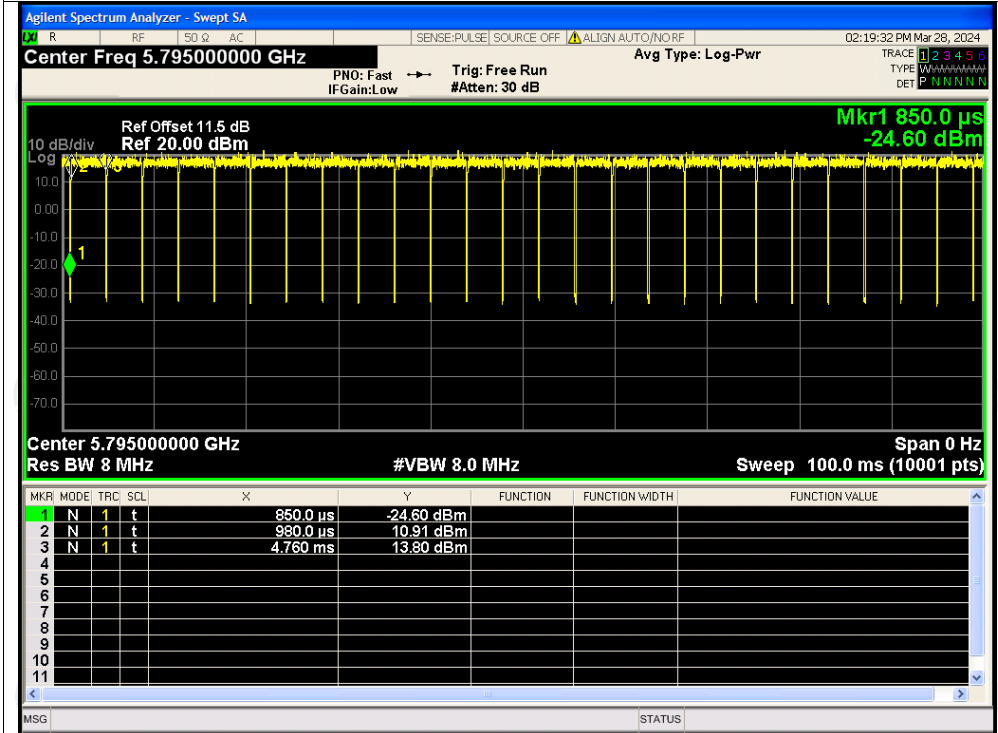 Agilent Spectrum Analyzer - Swept SA
LXI R RF 50 Ω AC SENSE:PULSE SOURCE OFF ALIGN AUTO/NO RF 02:19:32 PM Mar 28, 2024
Center Freq 5.795000000 GHz Avg Type: Log-Pwr TRACE 1 2 3 4 5 6
PNO: Fast Trig: Free Run TYPE WWWWWW
IFGain:Low #Atten: 30 dB DET P N N N N N
Mkr1 850.0 µs
Ref Offset 11.5 dB
10 dB/div Ref 20.00 dBm -24.60 dBm
Log
2 3
10.0
0.00
-10.0
1
-20.0
-30.0
-40.0
-50.0
-60.0
-70.0
Center 5.795000000 GHz Span 0 Hz
Res BW 8 MHz #VBW 8.0 MHz Sweep 100.0 ms (10001 pts)
MKR MODE TRC SCL X Y FUNCTION FUNCTION WIDTH FUNCTION VALUE
1 N 1 t 850.0 µs -24.60 dBm
2 N 1 t 980.0 µs 10.91 dBm
3 N 1 t 4.760 ms 13.80 dBm
4
5
6
7
8
9
10
11
MSG STATUS